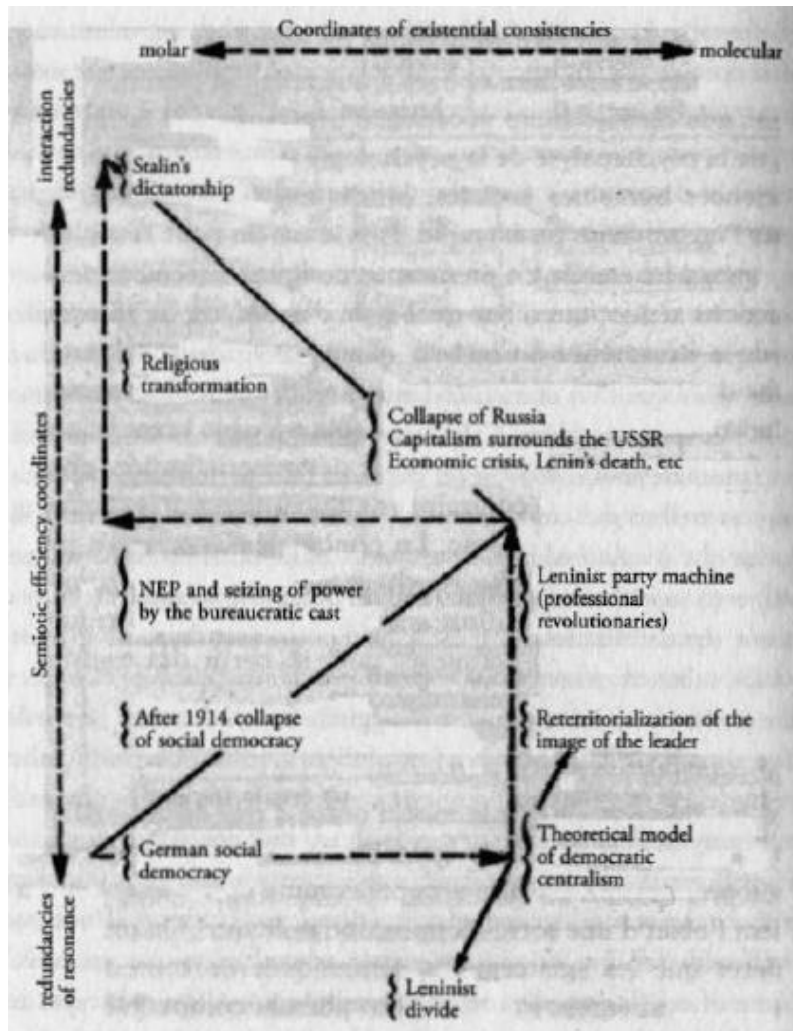 Coordinates of existential consistencies
molar
molecular
interaction
redundancies
Stalin's
dictatorship
Religious
transformation
Collapse of Russia
Capitalism surrounds the USSR
Economic crisis, Lenin's death, etc
Semiotic efficiency coordinates
NEP and seizing of power
by the bureaucratic cast
Leninist party machine
(professional
revolutionaries)
After 1914 collapse
of social democracy
Reterritorialization of the
image of the leader
German social
democracy
Theoretical model
of democratic
centralism
redundancies
of resonance
Leninist
divide